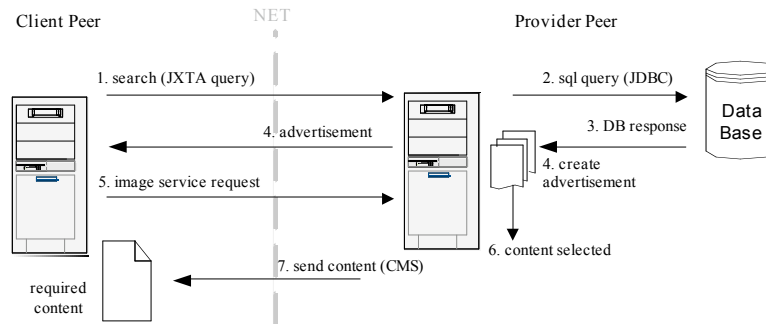 NET
Client Peer
Provider Peer
1. search (JXTA query)
2. sql query (JDBC)
Data
Base
4. advertisement
3. DB response
4. create
advertisement
5. image service request
6. content selected
7. send content (CMS)
required
content